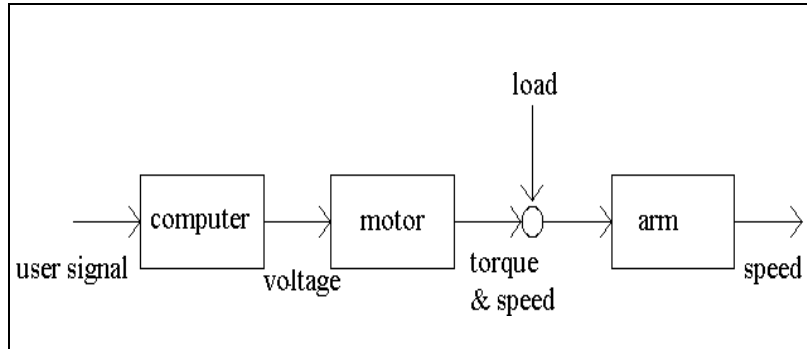 load
computer
motor
arm
user signal
voltage
torque
& speed
speed